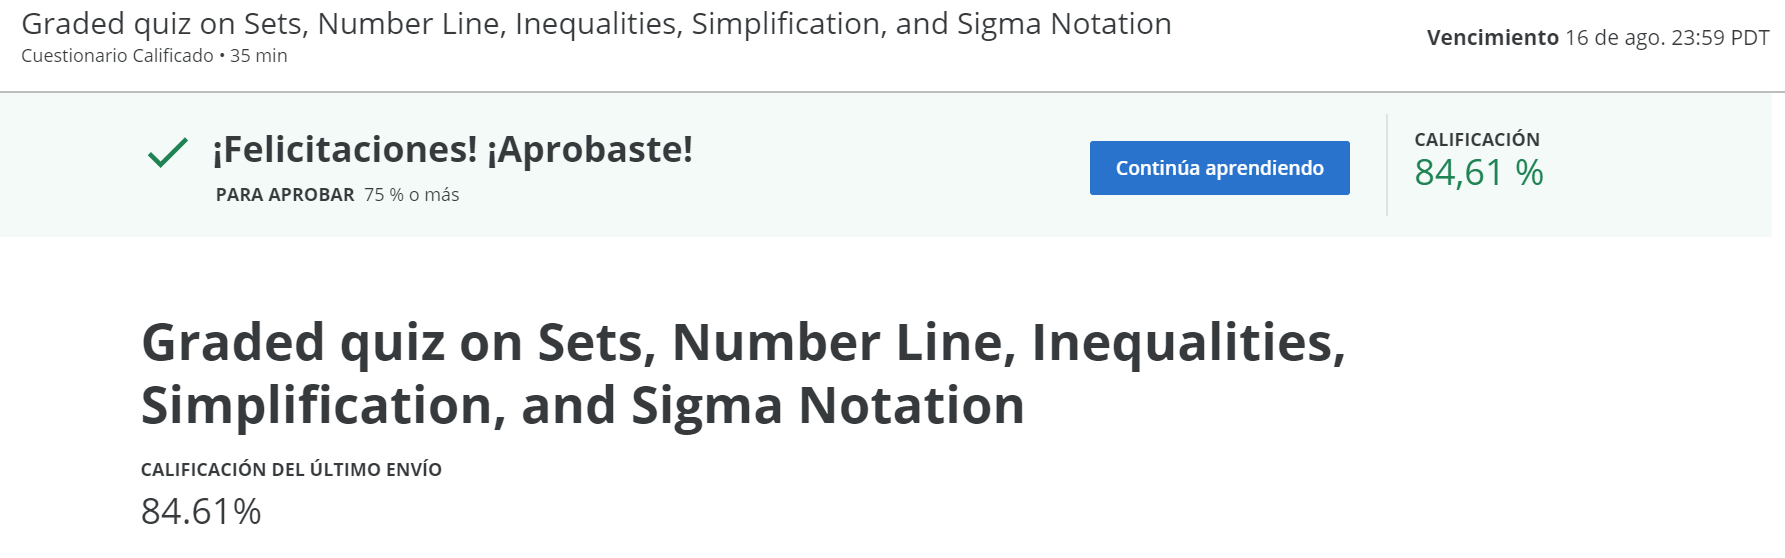 Graded quiz on Sets, Number Line, Inequalities, Simplification, and Sigma Notation
Cuestionario Calificado • 35 min
Vencimiento 16 de ago. 23:59 PDT
¡Felicitaciones! ¡Aprobaste!
PARA APROBAR 75 % o más
Continúa aprendiendo
CALIFICACIÓN
84,61 %
Graded quiz on Sets, Number Line, Inequalities,
Simplification, and Sigma Notation
CALIFICACIÓN DEL ÚLTIMO ENVÍO
84.61%